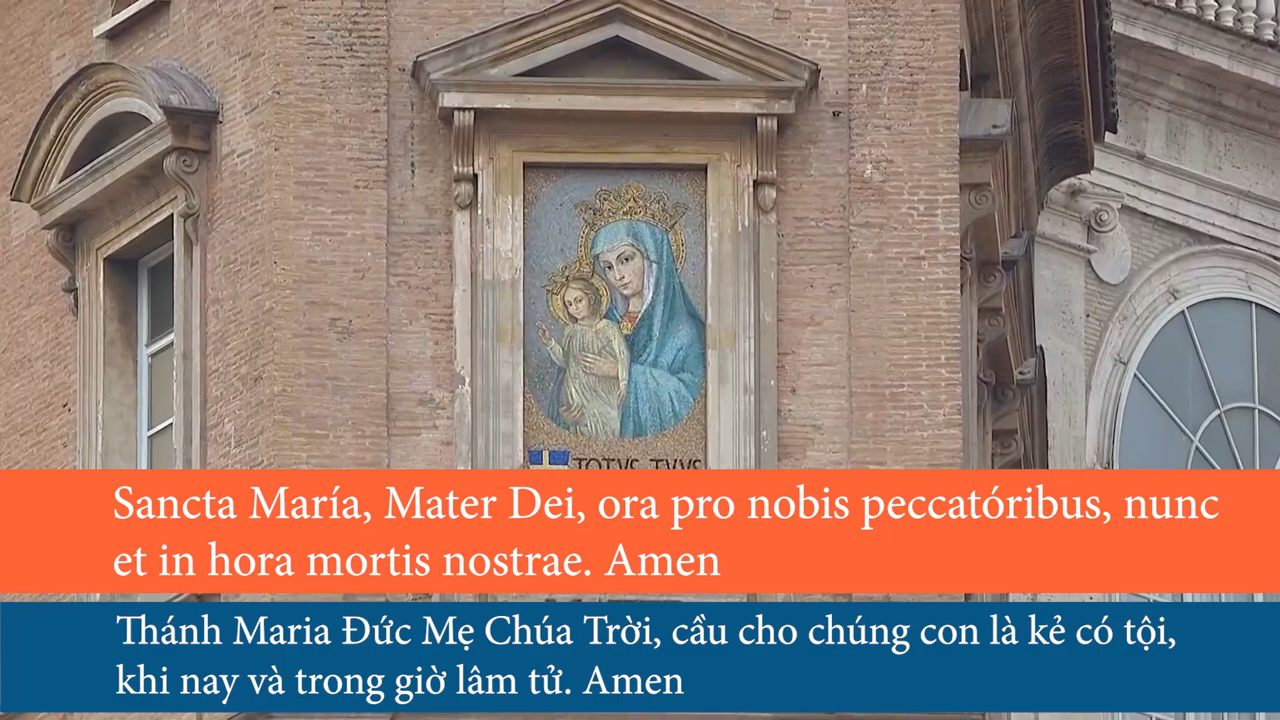 TOTVS TVVS
Sancta María, Mater Dei, ora pro nobis peccatóribus, nunc
et in hora mortis nostrae. Amen
Thánh Maria Đức Mẹ Chúa Trời, cầu cho chúng con là kẻ có tội,
khi nay và trong giờ lâm tử. Amen